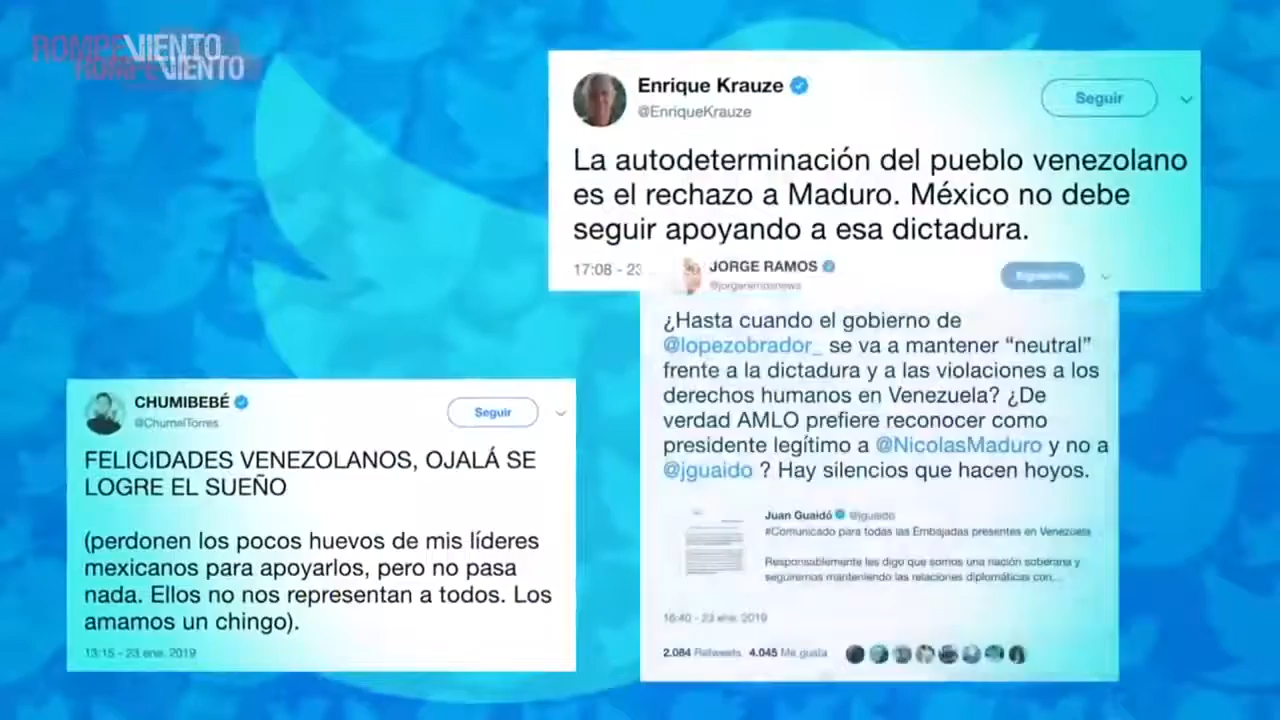 ROMPEVIENTO
ROMPEVIENTO
Enrique Krauze
@EnriqueKrauze
Seguir
La autodeterminación del pueblo venezolano
es el rechazo a Maduro. México no debe
seguir apoyando a esa dictadura.
17:08 - 23
JORGE RAMOS
@jorgeramosnews
Siguiendo
¿Hasta cuando el gobierno de
@lopezobrador_ se va a mantener “neutral”
frente a la dictadura y a las violaciones a los
derechos humanos en Venezuela? ¿De
verdad AMLO prefiere reconocer como
presidente legítimo a @NicolasMaduro y no a
@jguaido ? Hay silencios que hacen hoyos.
Juan Guaidó @jguaido
#Comunicado para todas las Embajadas presentes en Venezuela
Responsablemente les digo que somos una nación soberana y
seguiremos manteniendo las relaciones diplomáticas con...
16:40 - 23 ene. 2019
2.084 Retweets 4.045 Me gusta
CHUMIBEBÉ
@ChumelTorres
Seguir
FELICIDADES VENEZOLANOS, OJALÁ SE
LOGRE EL SUEÑO
(perdonen los pocos huevos de mis líderes
mexicanos para apoyarlos, pero no pasa
nada. Ellos no nos representan a todos. Los
amamos un chingo).
13:15 - 23 ene. 2019